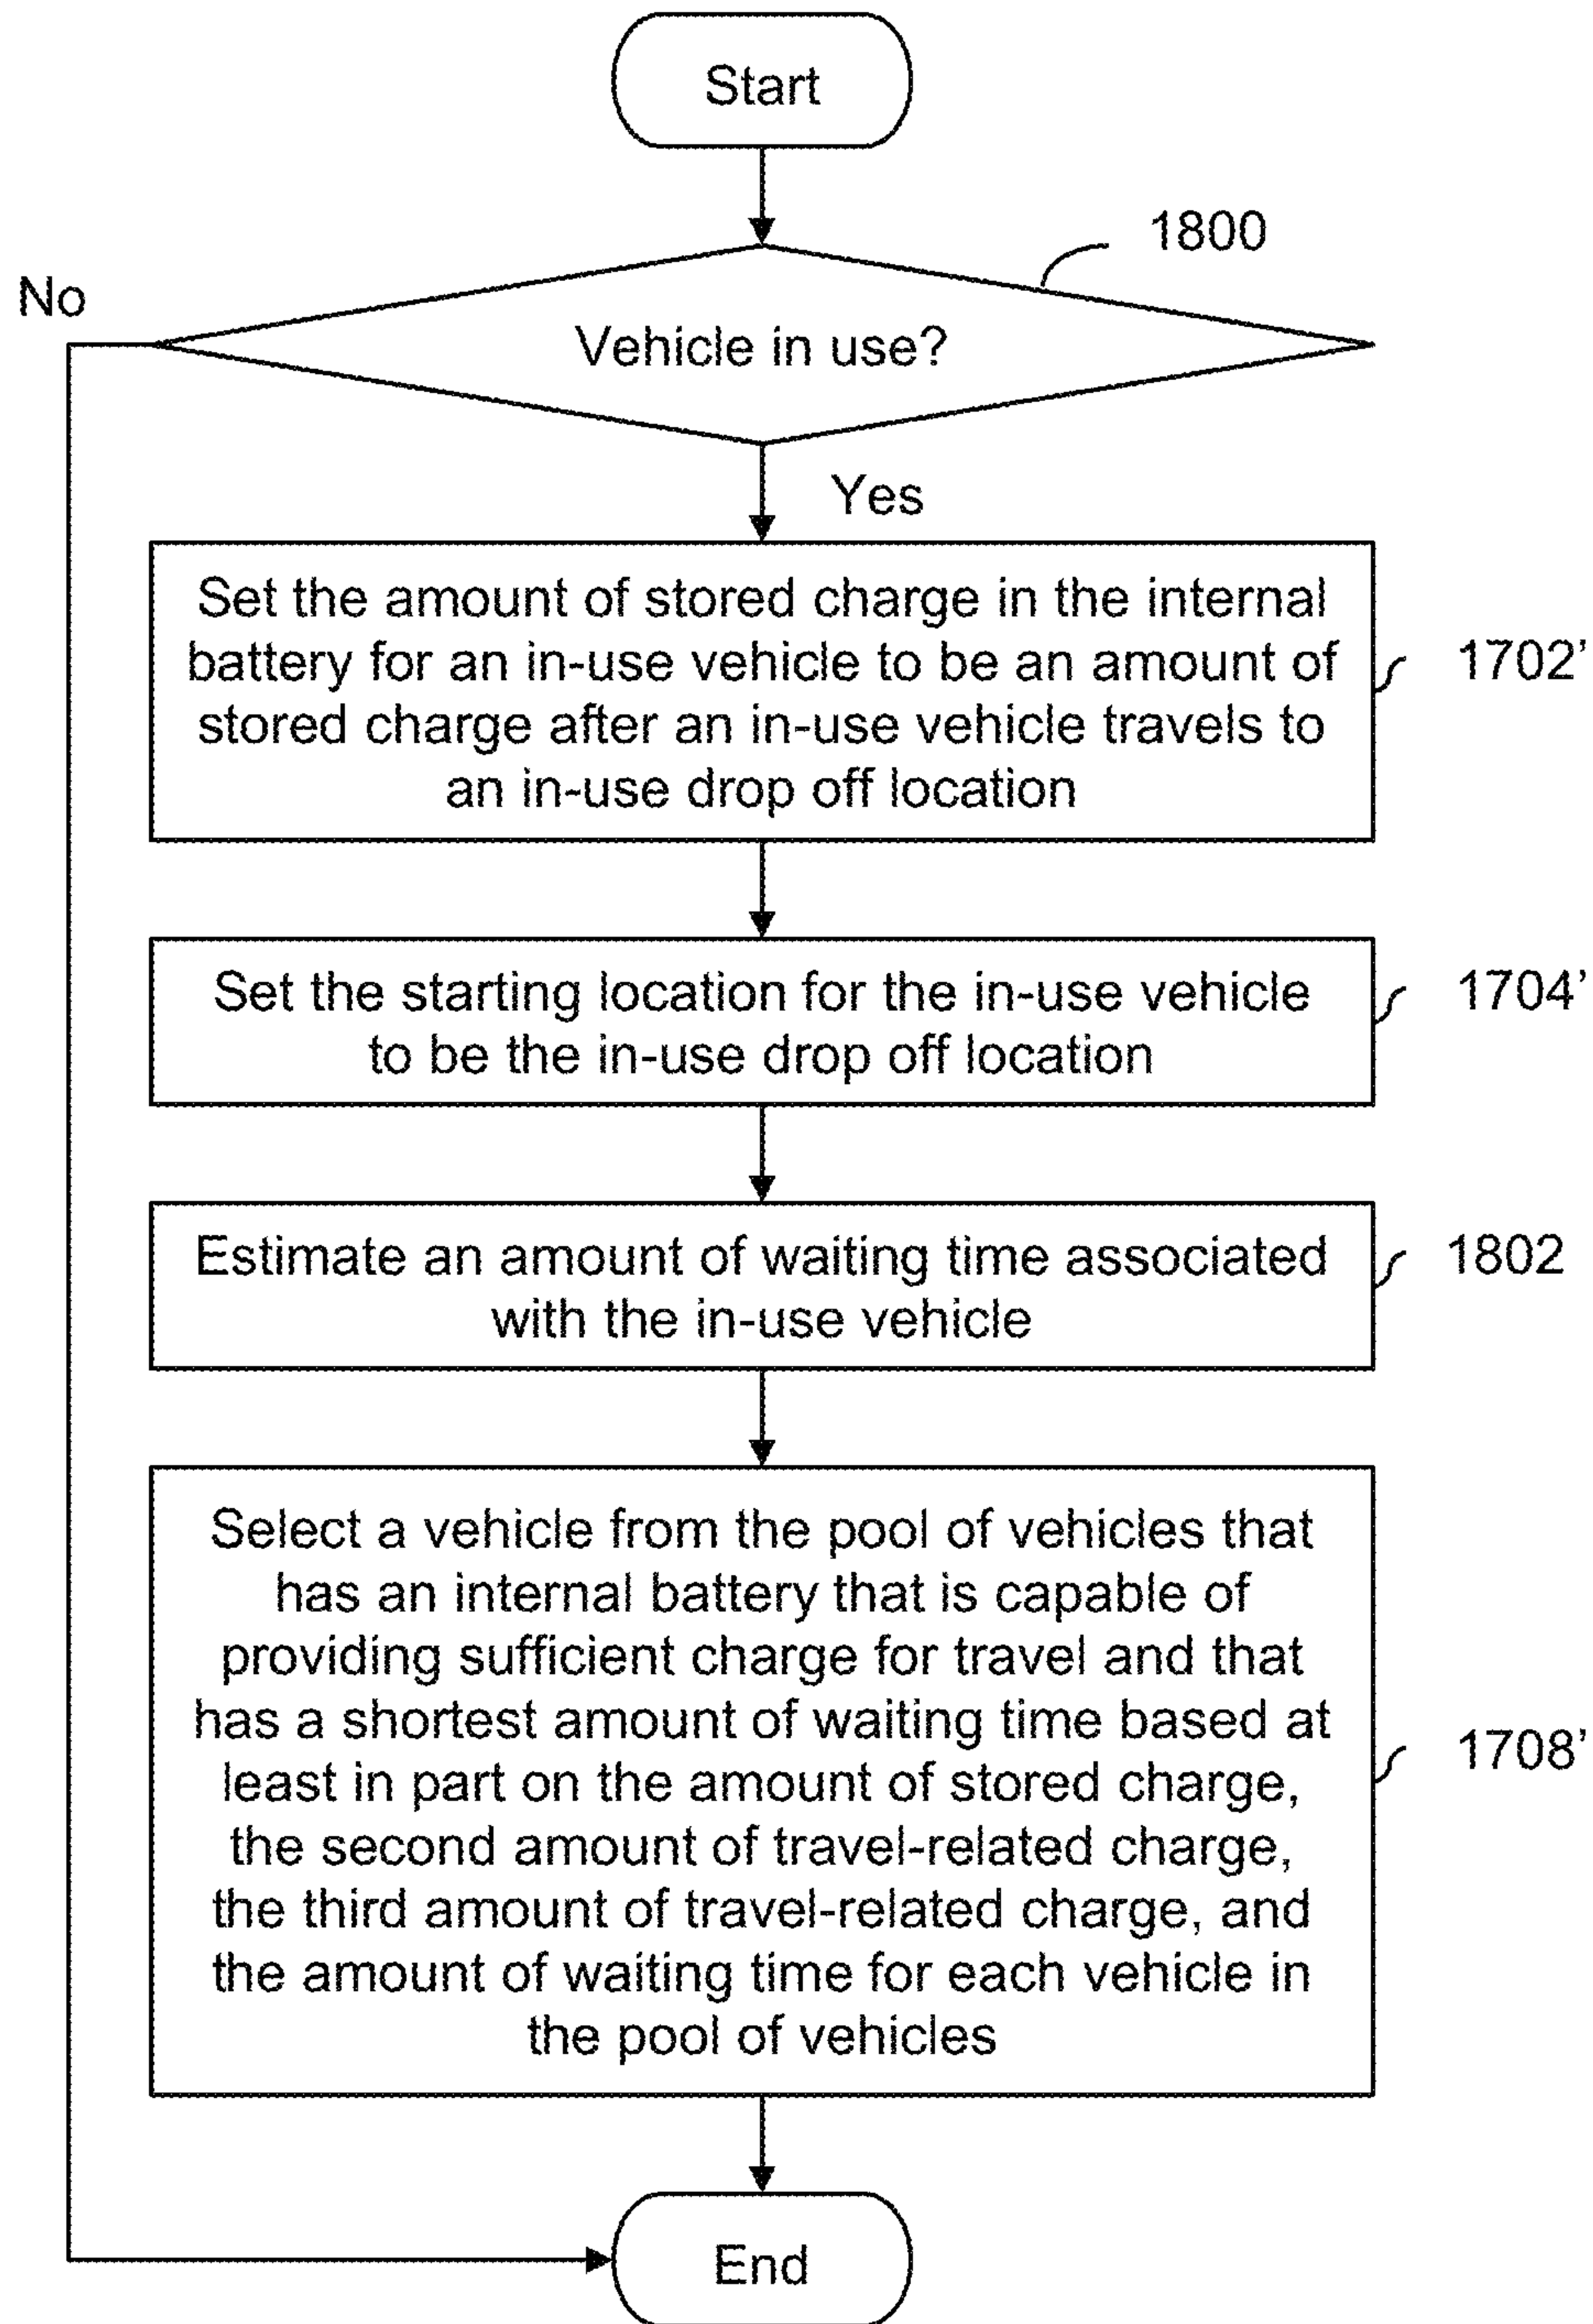 Start
1800
No
Vehicle in use?
Yes
Set the amount of stored charge in the internal
battery for an in-use vehicle to be an amount of
stored charge after an in-use vehicle travels to
an in-use drop off location
1702’
Set the starting location for the in-use vehicle
to be the in-use drop off location
1704’
Estimate an amount of waiting time associated
with the in-use vehicle
1802
Select a vehicle from the pool of vehicles that
has an internal battery that is capable of
providing sufficient charge for travel and that
has a shortest amount of waiting time based at
least in part on the amount of stored charge,
the second amount of travel-related charge,
the third amount of travel-related charge, and
the amount of waiting time for each vehicle in
the pool of vehicles
1708’
End